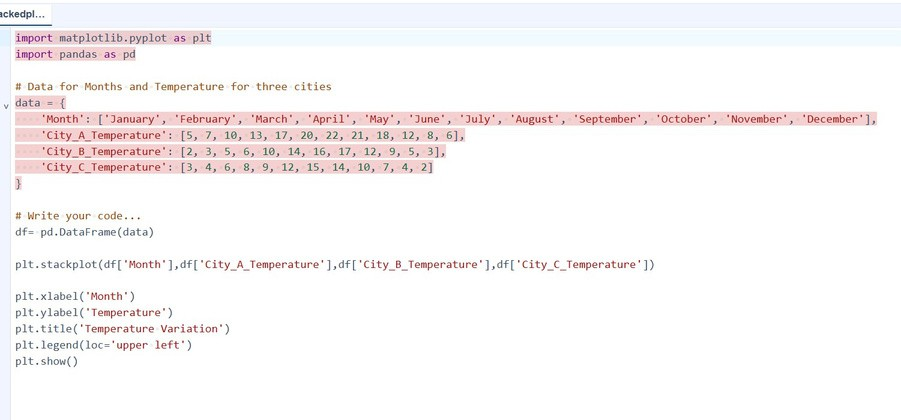 ackedpl...
import matplotlib.pyplot as plt
import pandas as pd
# Data for Months and Temperature for three cities
data = {
'Month': ['January', 'February', 'March', 'April', 'May', 'June', 'July', 'August', 'September', 'October', 'November', 'December'],
'City_A_Temperature': [5, 7, 10, 13, 17, 20, 22, 21, 18, 12, 8, 6],
'City_B_Temperature': [2, 3, 5, 6, 10, 14, 16, 17, 12, 9, 5, 3],
'City_C_Temperature': [3, 4, 6, 8, 9, 12, 15, 14, 10, 7, 4, 2]
}
# Write your code...
df= pd.DataFrame(data)
plt.stackplot(df['Month'],df['City_A_Temperature'],df['City_B_Temperature'],df['City_C_Temperature'])
plt.xlabel('Month')
plt.ylabel('Temperature')
plt.title('Temperature Variation')
plt.legend(loc='upper left')
plt.show()